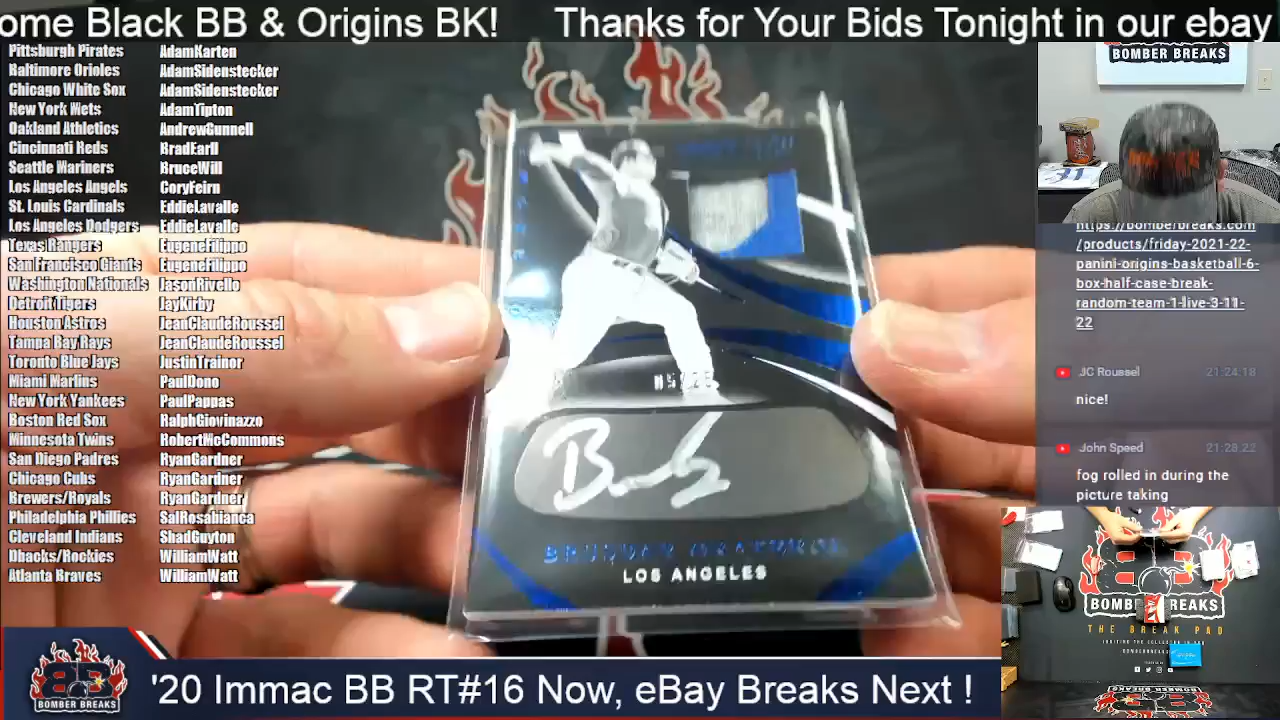 ome Black BB & Origins BK!
Thanks for Your Bids Tonight in our ebay
Pittsburgh Pirates AdamKarten
Baltimore Orioles AdamSidenstecker
Chicago White Sox AdamSidenstecker
New York Mets AdamTipton
Oakland Athletics AndrewGunnell
Cincinnati Reds BradEarll
Seattle Mariners BruceWill
Los Angeles Angels CoryFeirn
St. Louis Cardinals EddieLavalle
Los Angeles Dodgers EddieLavalle
Texas Rangers EugeneFilippo
San Francisco Giants EugeneFilippo
Washington Nationals JasonRivello
Detroit Tigers JayKirby
Houston Astros JeanClaudeRoussel
Tampa Bay Rays JeanClaudeRoussel
Toronto Blue Jays JustinTrainor
Miami Marlins PaulDono
New York Yankees PaulPappas
Boston Red Sox RalphGiovinazzo
Minnesota Twins RobertMcCommons
San Diego Padres RyanGardner
Chicago Cubs RyanGardner
Brewers/Royals RyanGardner
Philadelphia Phillies SalRosabianca
Cleveland Indians ShadGuyton
Dbacks/Rockies WilliamWatt
Atlanta Braves WilliamWatt
LOS ANGELES
BOMBER BREAKS
https://bomberbreaks.com
/products/friday-2021-22-
panini-origins-basketball-6-
box-half-case-break-
random-team-1-live-3-11-
22
JC Roussel 21:24.18
nice!
John Speed 21:28.22
fog rolled in during the
picture taking
BOMBER BREAKS
THE BREAK PAD
BOMBER BREAKS
BOMBER BREAKS
'20 Immac BB RT#16 Now, eBay Breaks Next !